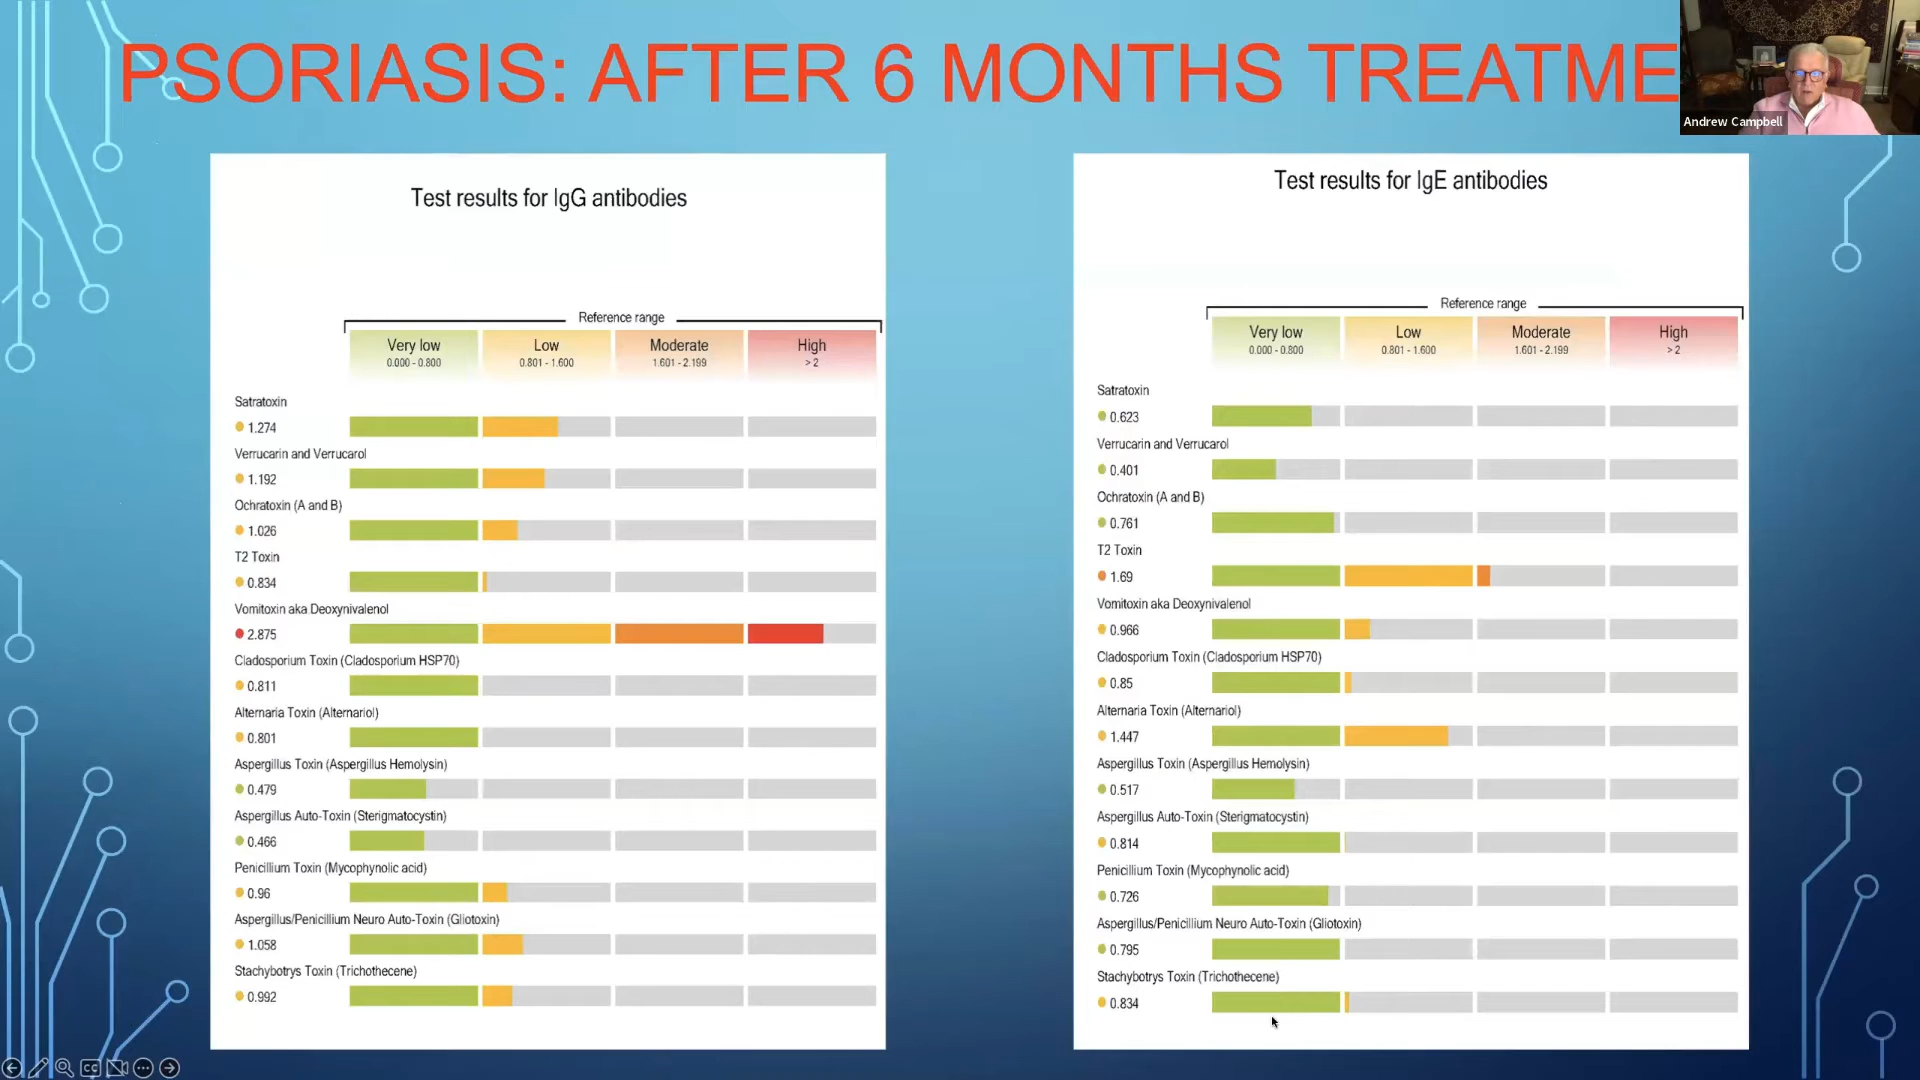 PSORIASIS: AFTER 6 MONTHS TREATME
Andrew Campbell
Test results for IgG antibodies
Reference range
Very low Low Moderate High
0.000 - 0.800 0.801 - 1.600 1.601 - 2.199 > 2
Satratoxin
1.274
Verrucarin and Verrucarol
1.192
Ochratoxin (A and B)
1.026
T2 Toxin
0.834
Vomitoxin aka Deoxynivalenol
2.875
Cladosporium Toxin (Cladosporium HSP70)
0.811
Alternaria Toxin (Alternariol)
0.801
Aspergillus Toxin (Aspergillus Hemolysin)
0.479
Aspergillus Auto-Toxin (Sterigmatocystin)
0.466
Penicillium Toxin (Mycophynolic acid)
0.96
Aspergillus/Penicillium Neuro Auto-Toxin (Gliotoxin)
1.058
Stachybotrys Toxin (Trichothecene)
0.992
Test results for IgE antibodies
Reference range
Very low Low Moderate High
0.000 - 0.800 0.801 - 1.600 1.601 - 2.199 > 2
Satratoxin
0.623
Verrucarin and Verrucarol
0.401
Ochratoxin (A and B)
0.761
T2 Toxin
1.69
Vomitoxin aka Deoxynivalenol
0.966
Cladosporium Toxin (Cladosporium HSP70)
0.85
Alternaria Toxin (Alternariol)
1.447
Aspergillus Toxin (Aspergillus Hemolysin)
0.517
Aspergillus Auto-Toxin (Sterigmatocystin)
0.814
Penicillium Toxin (Mycophynolic acid)
0.726
Aspergillus/Penicillium Neuro Auto-Toxin (Gliotoxin)
0.795
Stachybotrys Toxin (Trichothecene)
0.834
CC